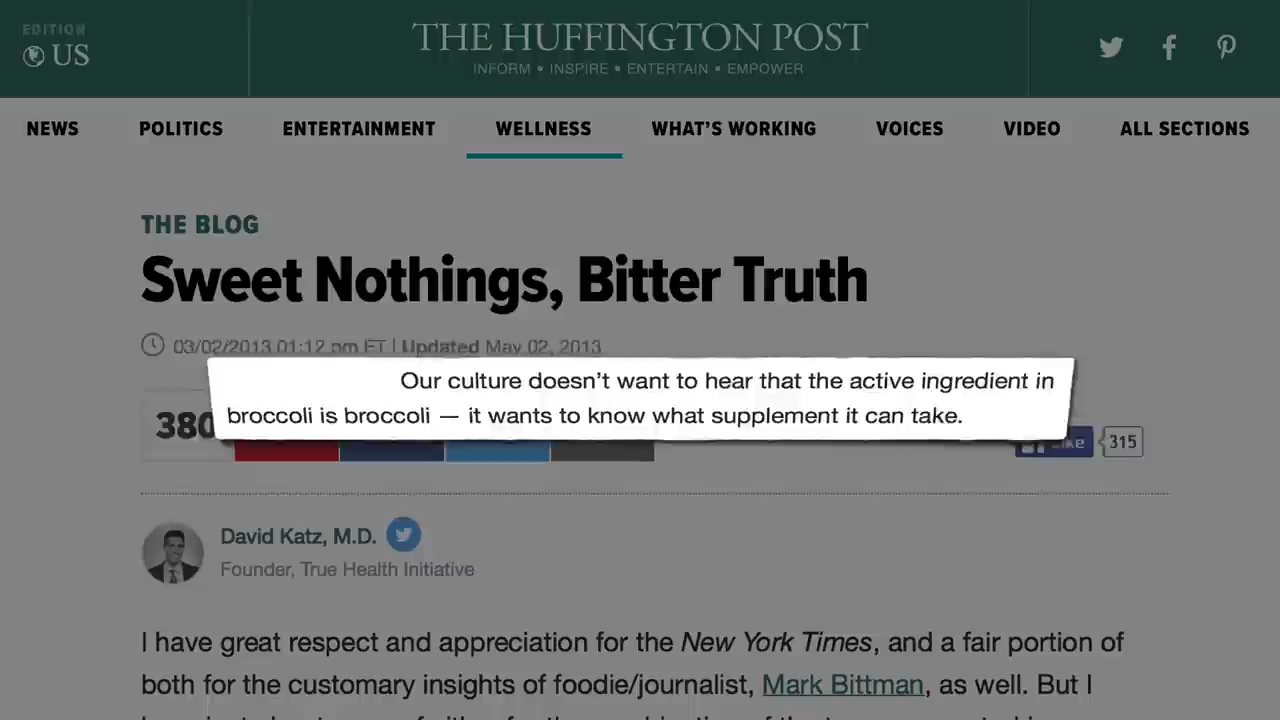 EDITION
US
THE HUFFINGTON POST
INFORM • INSPIRE • ENTERTAIN • EMPOWER
NEWS POLITICS ENTERTAINMENT WELLNESS WHAT'S WORKING VOICES VIDEO ALL SECTIONS
THE BLOG
Sweet Nothings, Bitter Truth
03/02/2013 01:12 pm ET | Updated May 02, 2013
Our culture doesn't want to hear that the active ingredient in
broccoli is broccoli — it wants to know what supplement it can take.
380
Like 315
David Katz, M.D.
Founder, True Health Initiative
I have great respect and appreciation for the New York Times, and a fair portion of
both for the customary insights of foodie/journalist, Mark Bittman, as well. But I